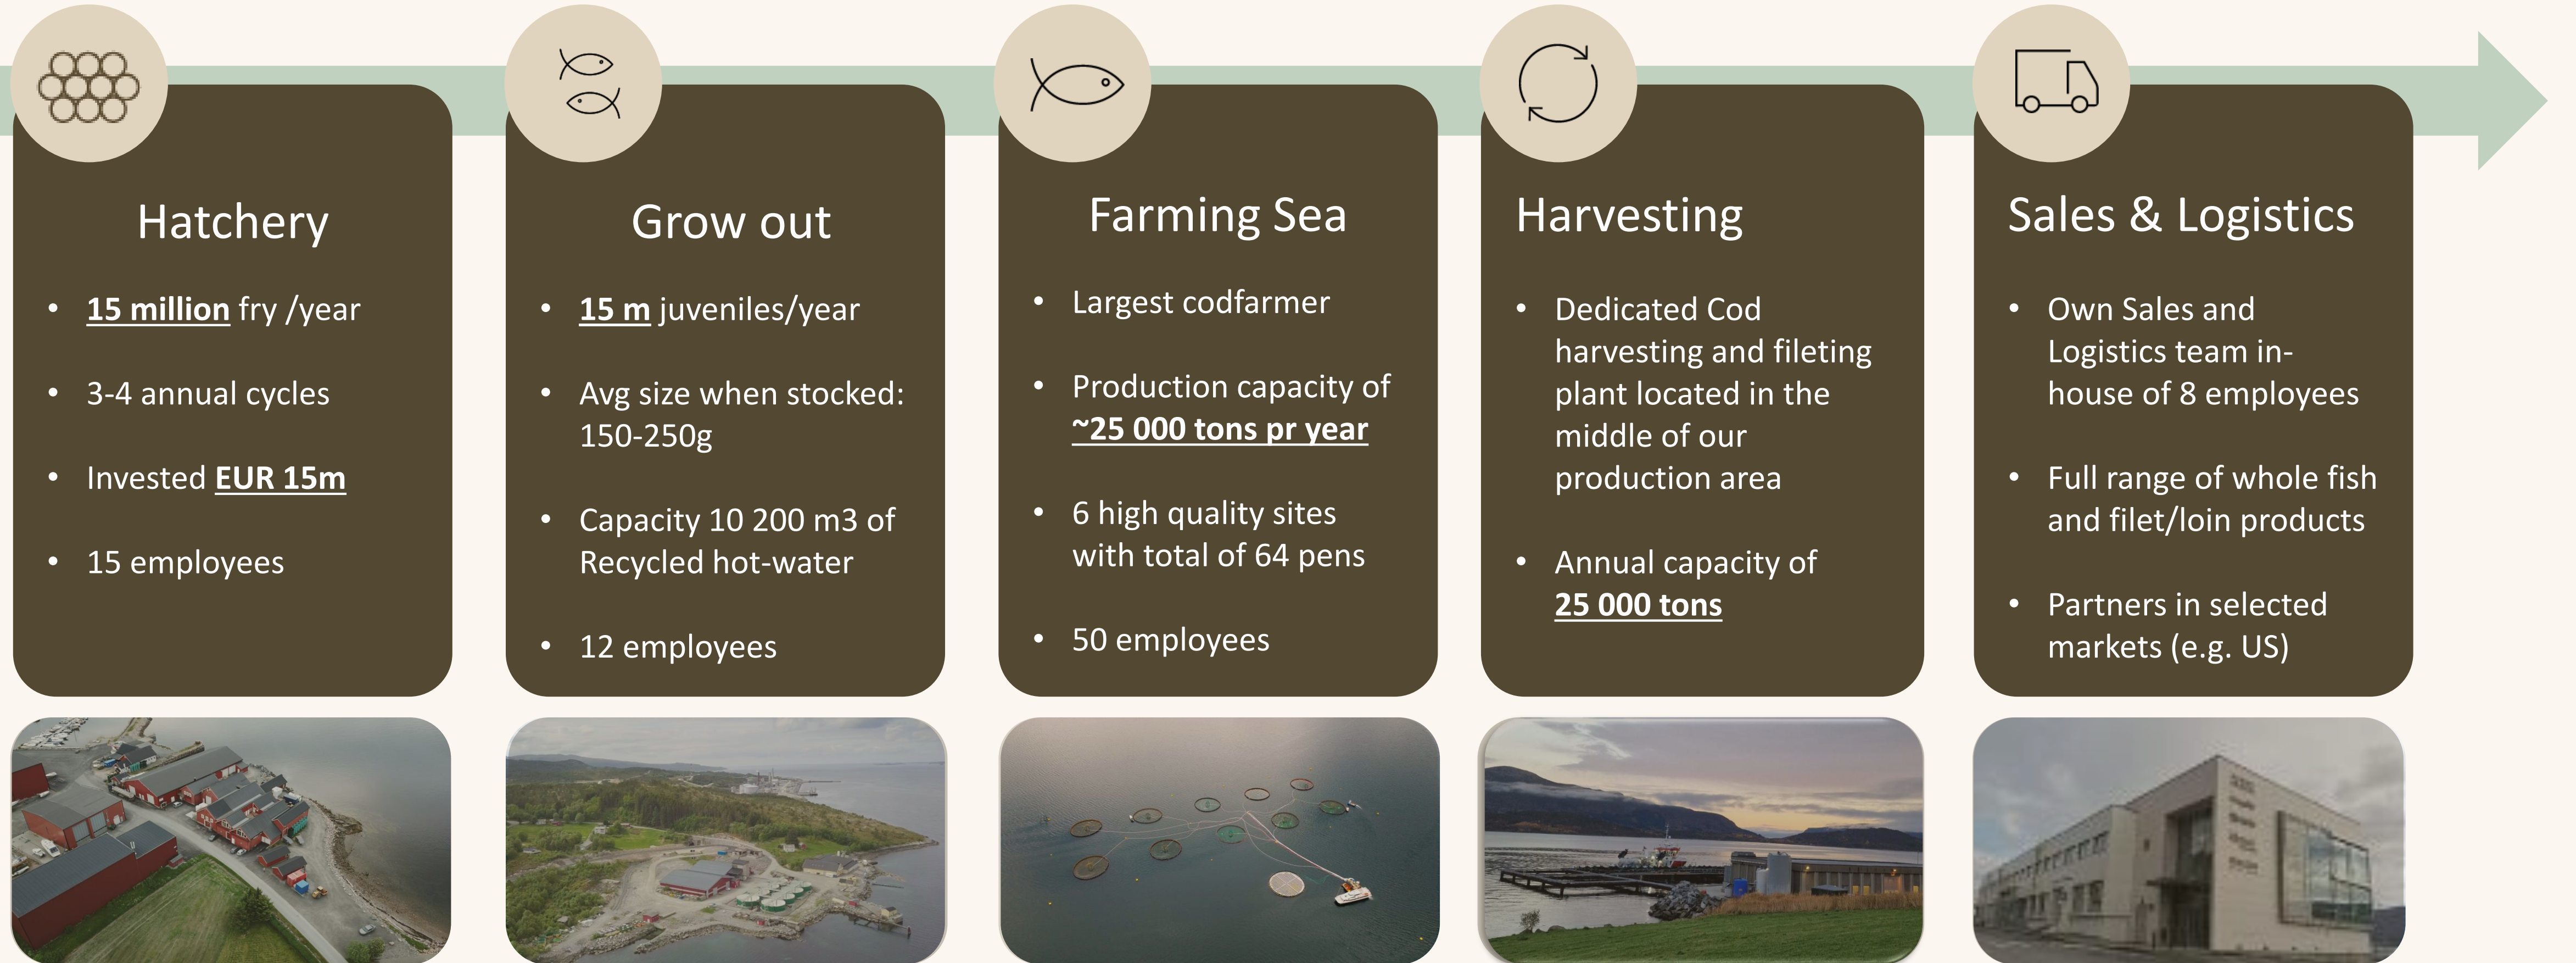 Hatchery
• 15 million fry /year
• 3-4 annual cycles
• Invested EUR 15m
• 15 employees
Grow out
• 15 m juveniles/year
• Avg size when stocked:
150-250g
• Capacity 10 200 m3 of
Recycled hot-water
• 12 employees
Farming Sea
• Largest codfarmer
• Production capacity of
~25 000 tons pr year
• 6 high quality sites
with total of 64 pens
• 50 employees
Harvesting
• Dedicated Cod
harvesting and fileting
plant located in the
middle of our
production area
• Annual capacity of
25 000 tons
Sales & Logistics
• Own Sales and
Logistics team in-
house of 8 employees
• Full range of whole fish
and filet/loin products
• Partners in selected
markets (e.g. US)